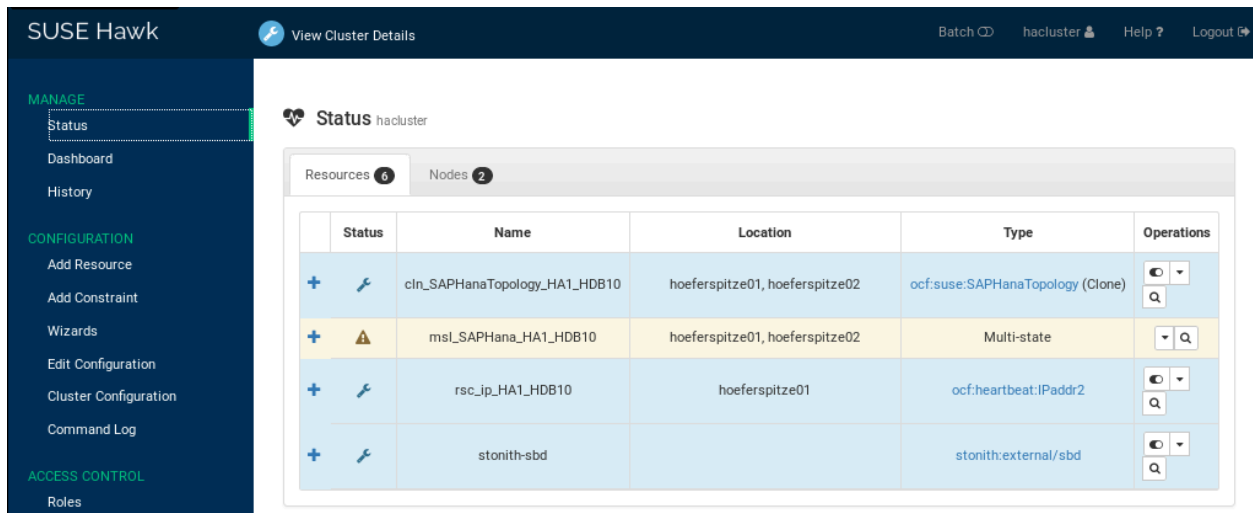 SUSE Hawk
View Cluster Details
Batch
hacluster
Help ?
Logout
MANAGE
Status
Dashboard
History
CONFIGURATION
Add Resource
Add Constraint
Wizards
Edit Configuration
Cluster Configuration
Command Log
ACCESS CONTROL
Roles
Status hacluster
Resources 6
Nodes 2
Status Name Location Type Operations
cln_SAPHanaTopology_HA1_HDB10 hoeferspitze01, hoeferspitze02 ocf:suse:SAPHanaTopology (Clone)
msl_SAPHana_HA1_HDB10 hoeferspitze01, hoeferspitze02 Multi-state
rsc_ip_HA1_HDB10 hoeferspitze01 ocf:heartbeat:IPaddr2
stonith-sbd stonith:external/sbd